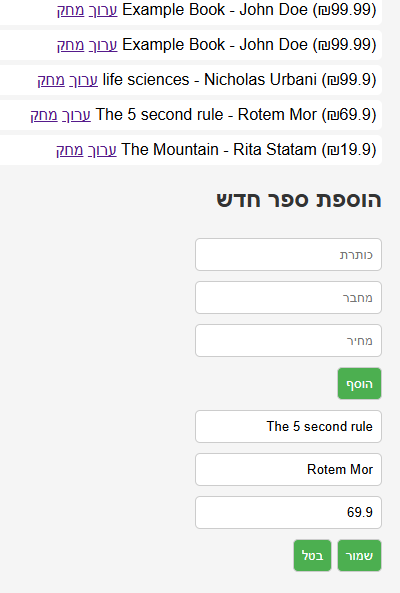 Example Book - John Doe (₪99.99) ערוך מחק
Example Book - John Doe (₪99.99) ערוך מחק
life sciences - Nicholas Urbani (₪99.9) ערוך מחק
The 5 second rule - Rotem Mor (₪69.9) ערוך מחק
The Mountain - Rita Statam (₪19.9) ערוך מחק
הוספת ספר חדש
כותרת
מחבר
מחיר
הוסף
The 5 second rule
Rotem Mor
69.9
שמור בטל